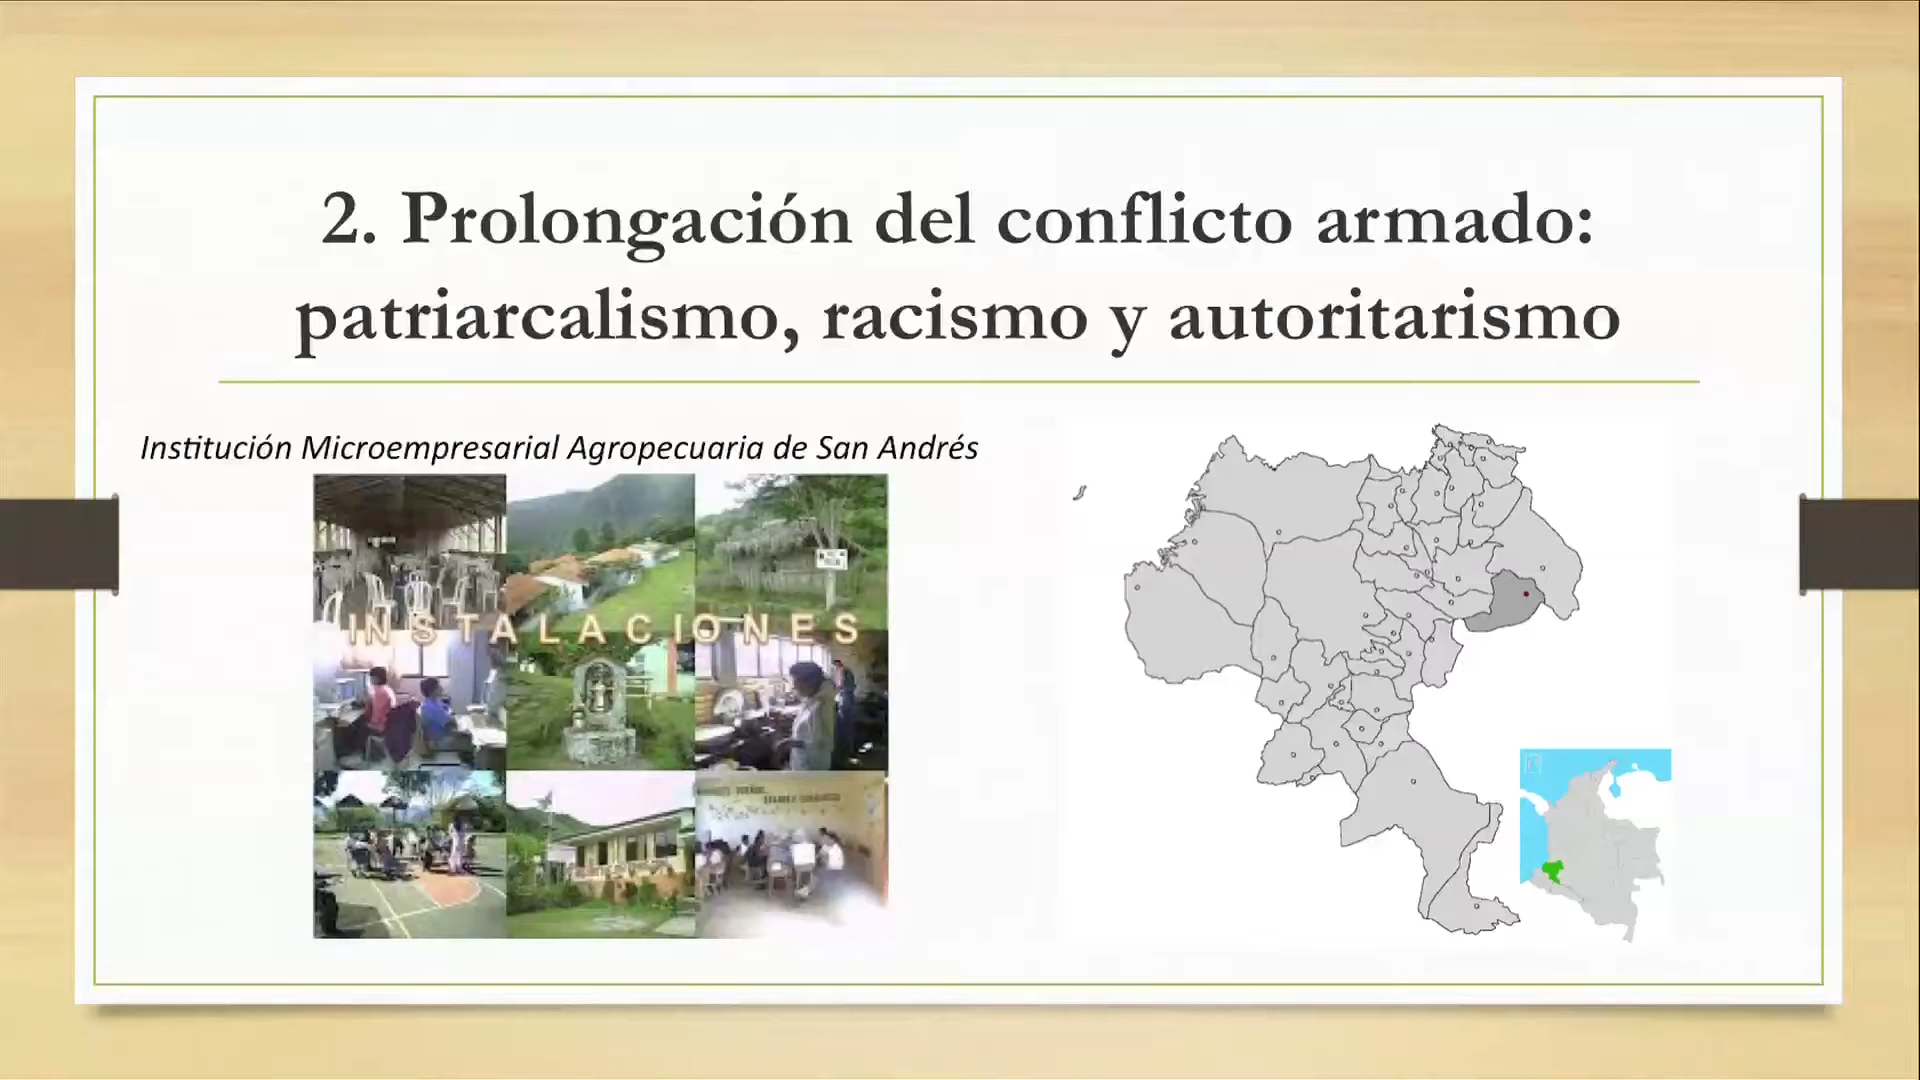 2. Prolongación del conflicto armado:
patriarcalismo, racismo y autoritarismo
Institución Microempresarial Agropecuaria de San Andrés
INSTALACIONES